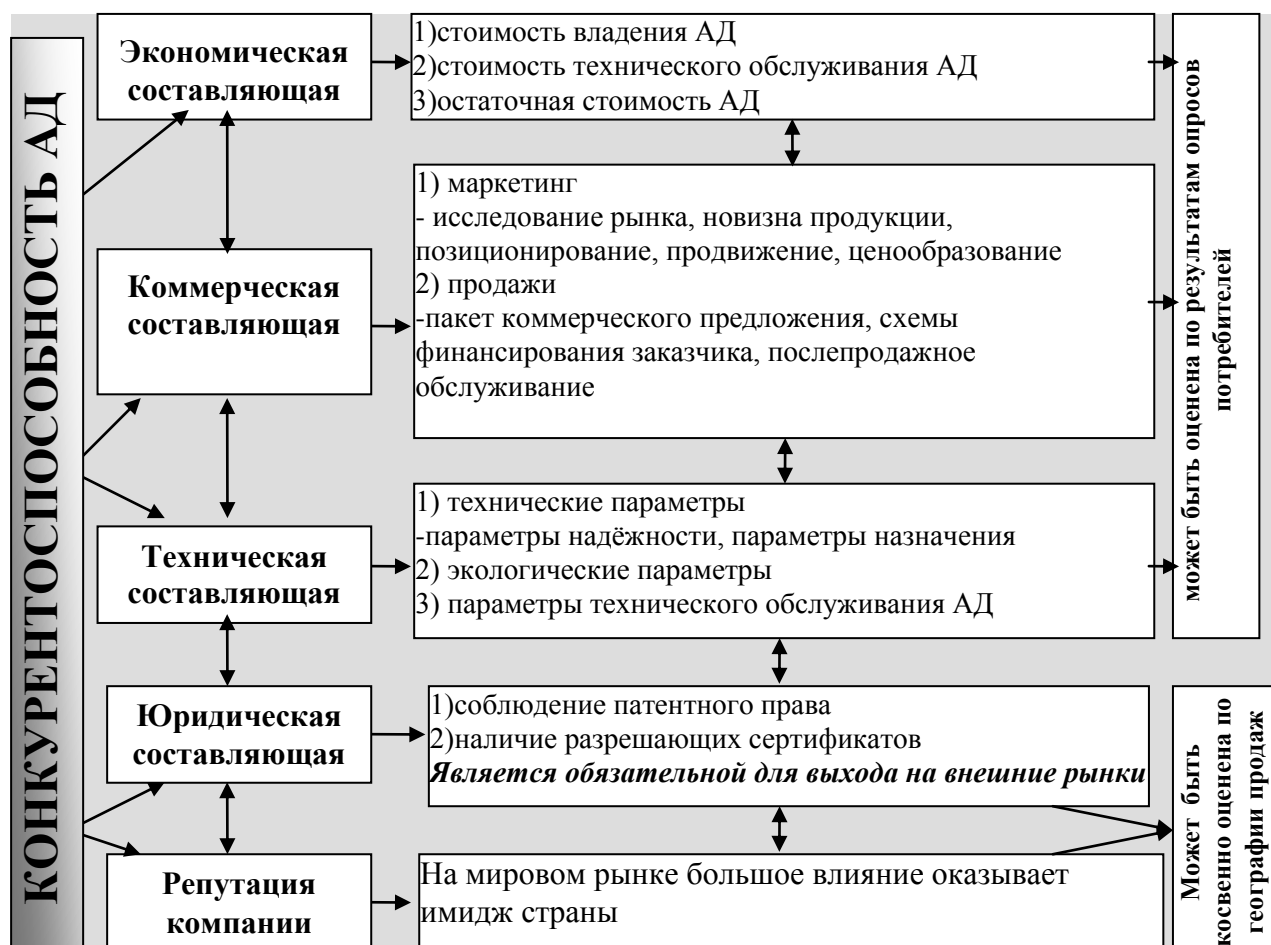 КОНКУРЕНТОСПОСОБНОСТЬ АД
Экономическая
составляющая
1)стоимость владения АД
2)стоимость технического обслуживания АД
3)остаточная стоимость АД
Коммерческая
составляющая
1) маркетинг
- исследование рынка, новизна продукции,
позиционирование, продвижение, ценообразование
2) продажи
-пакет коммерческого предложения, схемы
финансирования заказчика, послепродажное
обслуживание
Техническая
составляющая
1) технические параметры
-параметры надёжности, параметры назначения
2) экологические параметры
3) параметры технического обслуживания АД
может быть оценена по результатам опросов
потребителей
Юридическая
составляющая
1)соблюдение патентного права
2)наличие разрешающих сертификатов
Является обязательной для выхода на внешние рынки
Репутация
компании
На мировом рынке большое влияние оказывает
имидж страны
Может быть
косвенно оценена по
географии продаж